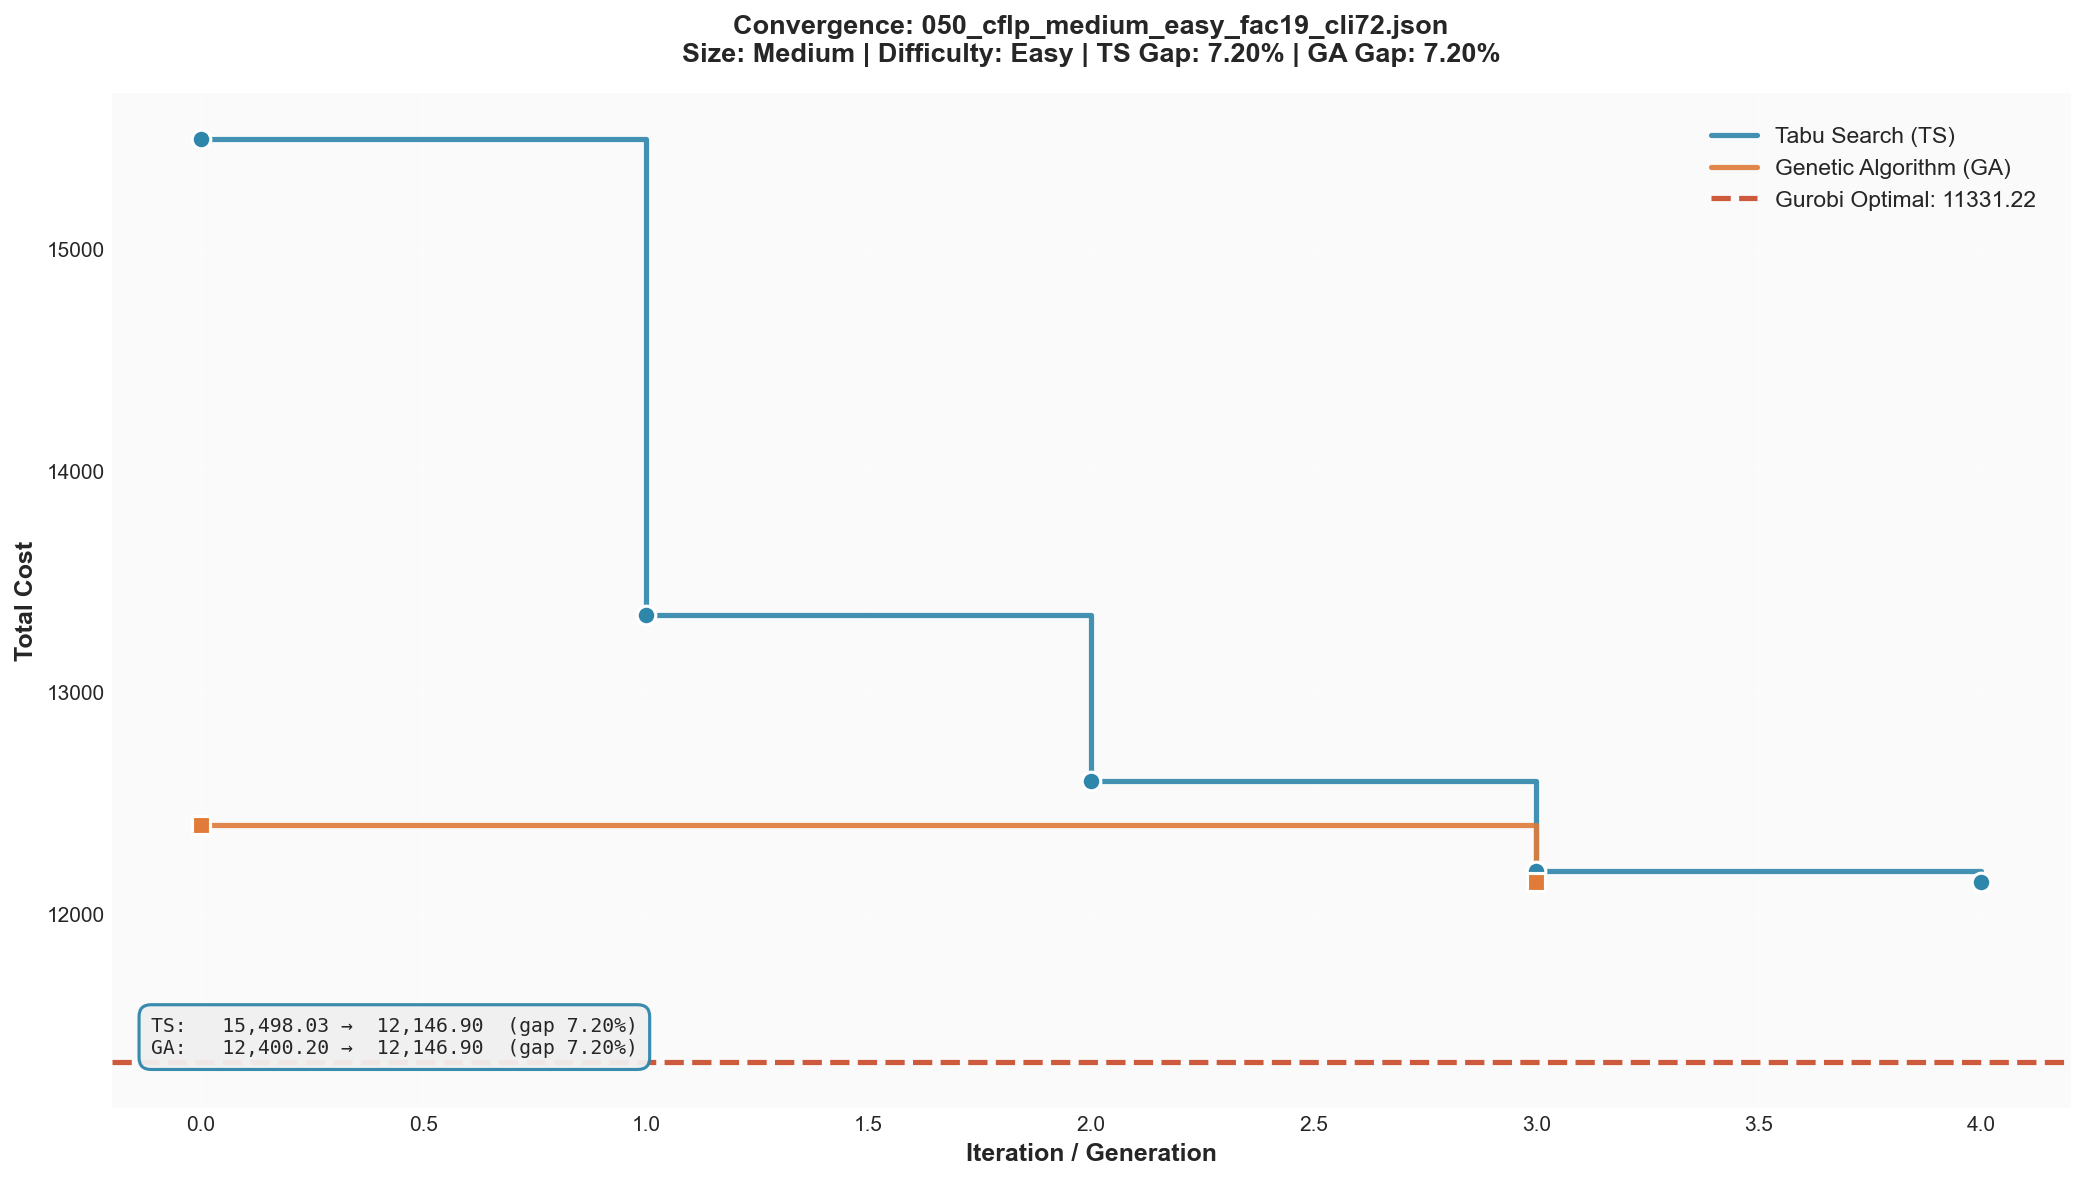 Convergence: 050_cflp_medium_easy_fac19_cli72.json
Size: Medium | Difficulty: Easy | TS Gap: 7.20% | GA Gap: 7.20%
Tabu Search (TS)
Genetic Algorithm (GA)
Gurobi Optimal: 11331.22
Total Cost
15000
14000
13000
12000
TS:   15,498.03 →  12,146.90  (gap 7.20%)
GA:   12,400.20 →  12,146.90  (gap 7.20%)
0.0 0.5 1.0 1.5 2.0 2.5 3.0 3.5 4.0
Iteration / Generation